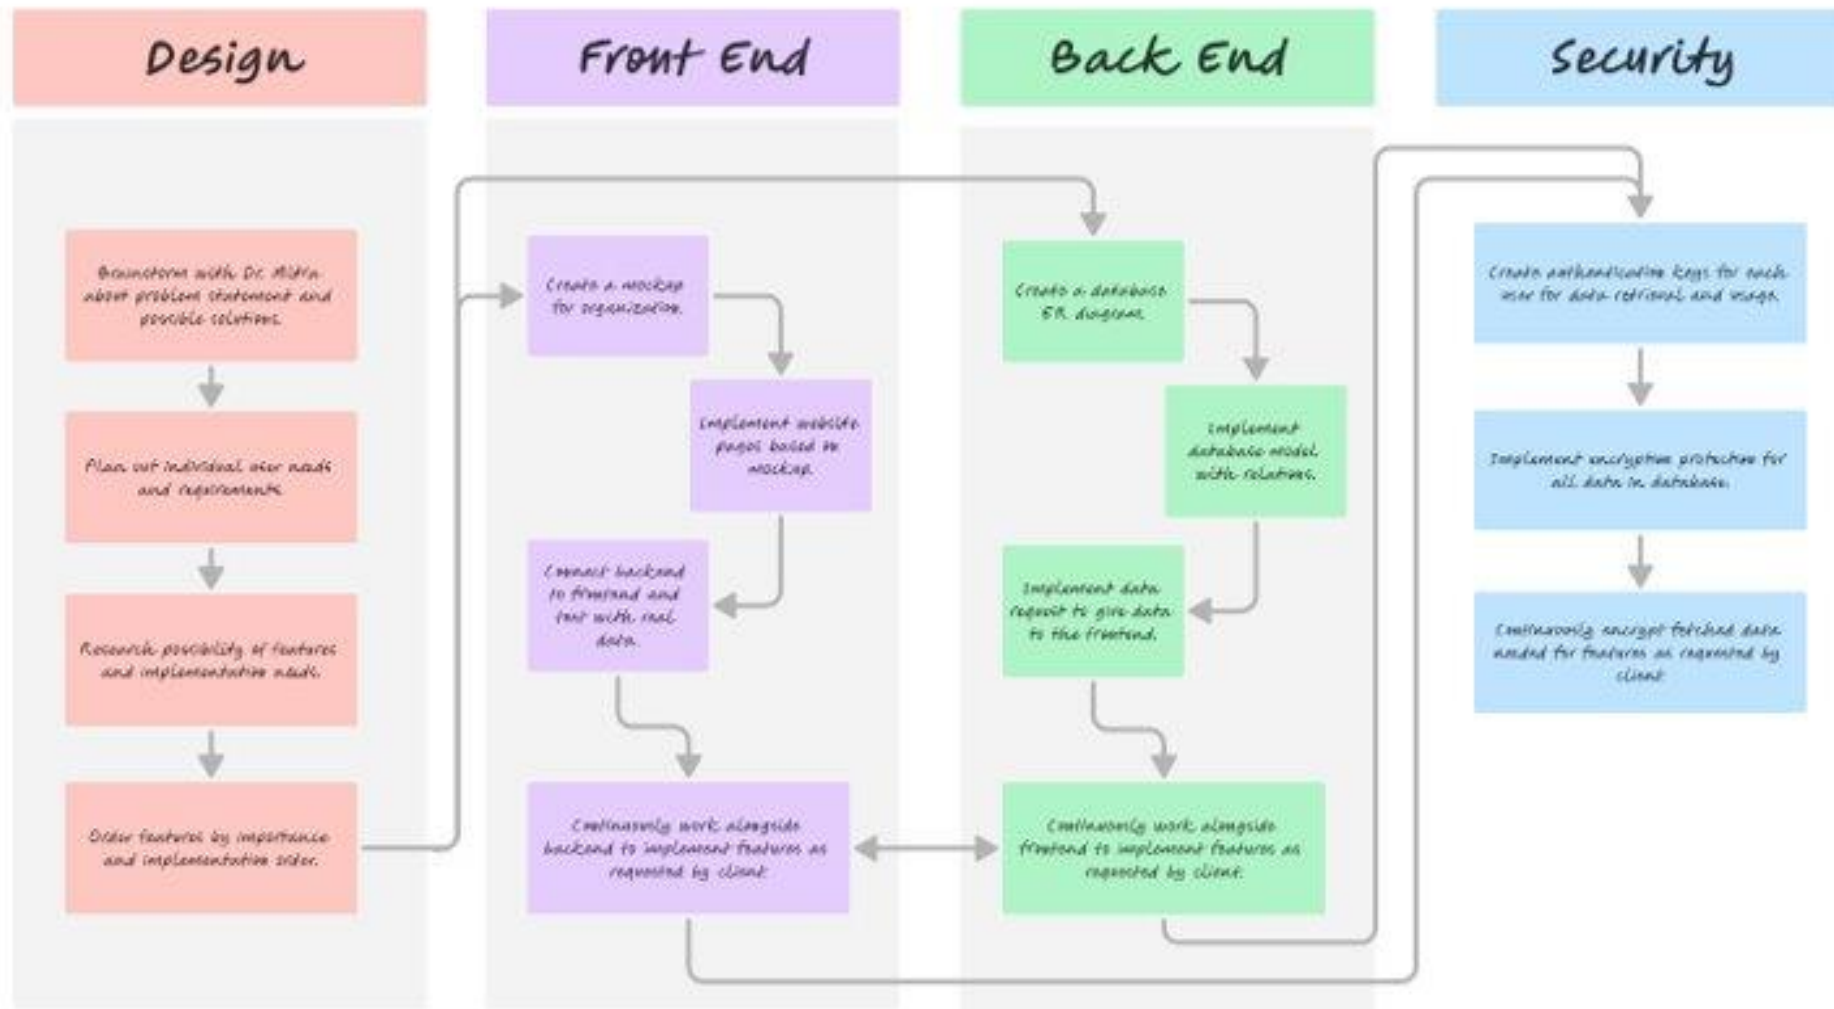 Design
Front End
Back End
Security
Brainstorm with Dr. Mitra
about problem statement and
possible solutions.
Plan out individual user needs
and requirements.
Research possibility of features
and implementation needs.
Order features by importance
and implementation order.
Create a mockup
for organization.
Implement website
pages based on
mockup.
Connect backend
to frontend and
test with real
data.
Continuously work alongside
backend to implement features as
requested by client.
Create a database
ER diagram.
Implement
database model
with relations.
Implement data
request to give data
to the frontend.
Continuously work alongside
frontend to implement features as
requested by client.
Create authentication keys for each
user for data retrieval and usage.
Implement encryption protection for
all data in database.
Continuously encrypt fetched data
needed for features as requested by
client.